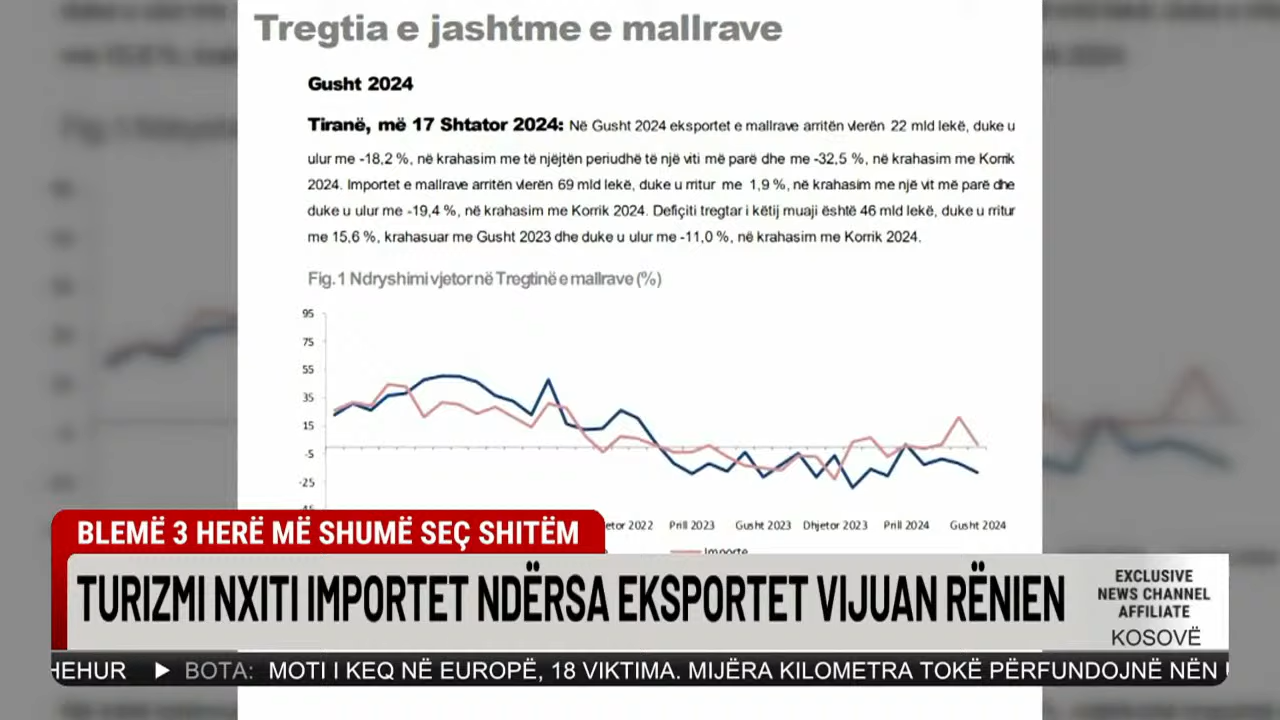 Tregtia e jashtme e mallrave
Gusht 2024
Tiranë, më 17 Shtator 2024: Në Gusht 2024 eksportet e mallrave arritën vlerën 22 mld lekë, duke u
ulur me -18,2 %, në krahasim me të njëjtën periudhë të një viti më parë dhe me -32,5 %, në krahasim me Korrik
2024. Importet e mallrave arritën vlerën 69 mld lekë, duke u rritur me 1,9 %, në krahasim me një vit më parë dhe
duke u ulur me -19,4 %, në krahasim me Korrik 2024. Defiçiti tregtar i këtij muaji është 46 mld lekë, duke u rritur
me 15,6 %, krahasuar me Gusht 2023 dhe duke u ulur me -11,0 %, në krahasim me Korrik 2024.
Fig. 1 Ndryshimi vjetor në Tregtinë e mallrave (%)
95
75
55
35
15
-5
-25
etor 2022 Prill 2023 Gusht 2023 Dhjetor 2023 Prill 2024 Gusht 2024
Importe
BLEMË 3 HERË MË SHUMË SEÇ SHITËM
TURIZMI NXITI IMPORTET NDËRSA EKSPORTET VIJUAN RËNIEN
EXCLUSIVE
NEWS CHANNEL
AFFILIATE
KOSOVË
HEHUR ▶ BOTA: MOTI I KEQ NË EUROPË, 18 VIKTIMA. MIJËRA KILOMETRA TOKË PËRFUNDOJNË NËN